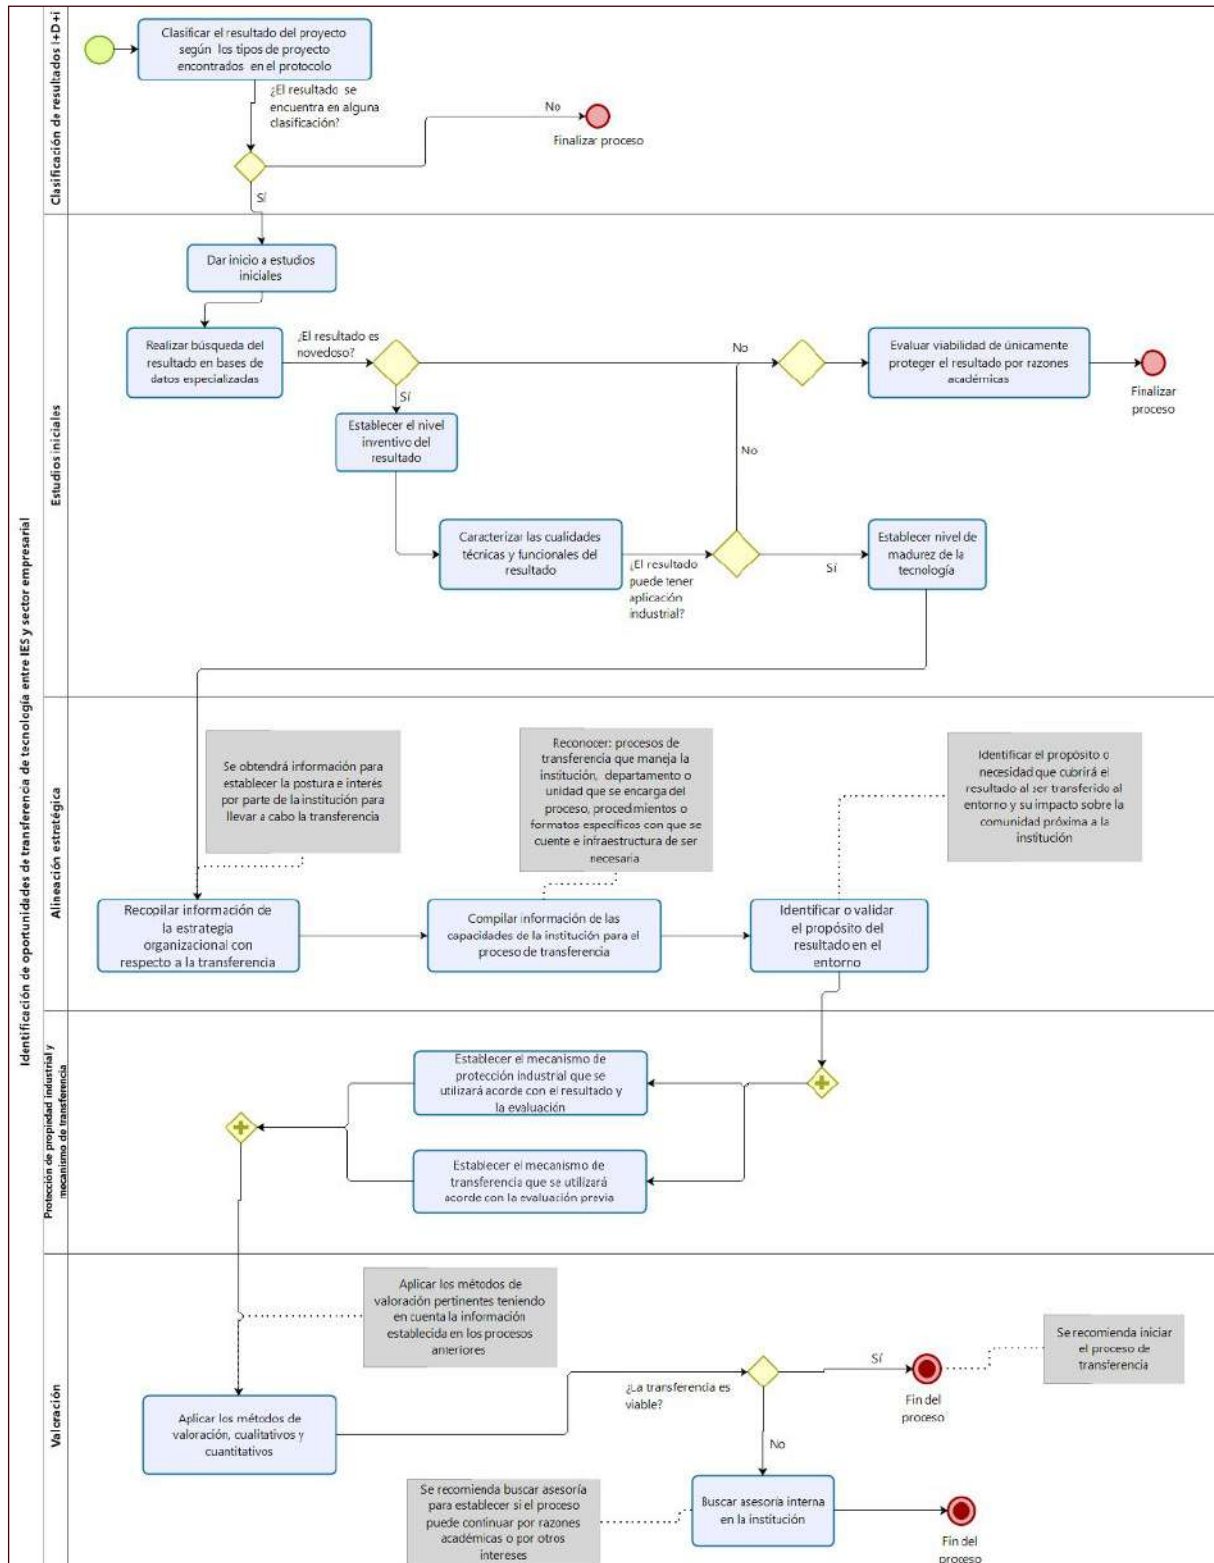 Identificación de oportunidades de transferencia de tecnología entre IES y sector empresarial
Clasificación de resultados I+D+i
Clasificar el resultado del proyecto
según los tipos de proyecto
encontrados en el protocolo
¿El resultado se
encuentra en alguna
clasificación?
No
Finalizar proceso
Sí
Estudios iniciales
Dar inicio a estudios
iniciales
Realizar búsqueda del
resultado en bases de
datos especializadas
¿El resultado es
novedoso?
No
Evaluar viabilidad de únicamente
proteger el resultado por razones
académicas
Finalizar
proceso
Sí
Establecer el nivel
inventivo del
resultado
No
Caracterizar las cualidades
técnicas y funcionales del
resultado
¿El resultado
puede tener
aplicación
industrial?
Sí
Establecer nivel de
madurez de la
tecnología
Alineación estratégica
Se obtendrá información para
establecer la postura e interés
por parte de la institución para
llevar a cabo la transferencia
Reconocer: procesos de
transferencia que maneja la
institución, departamento o
unidad que se encarga del
proceso, procedimientos o
formatos específicos con que se
cuente e infraestructura de ser
necesaria
Identificar el propósito o
necesidad que cubrirá el
resultado al ser transferido al
entorno y su impacto sobre la
comunidad próxima a la
institución
Recopilar información de
la estrategia
organizacional con
respecto a la transferencia
Compilar información de las
capacidades de la institución para el
proceso de transferencia
Identificar o validar
el propósito del
resultado en el
entorno
Protección de propiedad industrial y
mecanismo de transferencia
Establecer el mecanismo de
protección industrial que se
utilizará acorde con el resultado y
la evaluación
Establecer el mecanismo de
transferencia que se utilizará
acorde con la evaluación previa
Valoración
Aplicar los métodos de
valoración pertinentes teniendo
en cuenta la información
establecida en los procesos
anteriores
Se recomienda iniciar
el proceso de
transferencia
Aplicar los métodos de
valoración, cualitativos y
cuantitativos
¿La transferencia es
viable?
Sí
Fin del
proceso
No
Se recomienda buscar asesoría
para establecer si el proceso
puede continuar por razones
académicas o por otros
intereses
Buscar asesoría interna
en la institución
Fin del
proceso